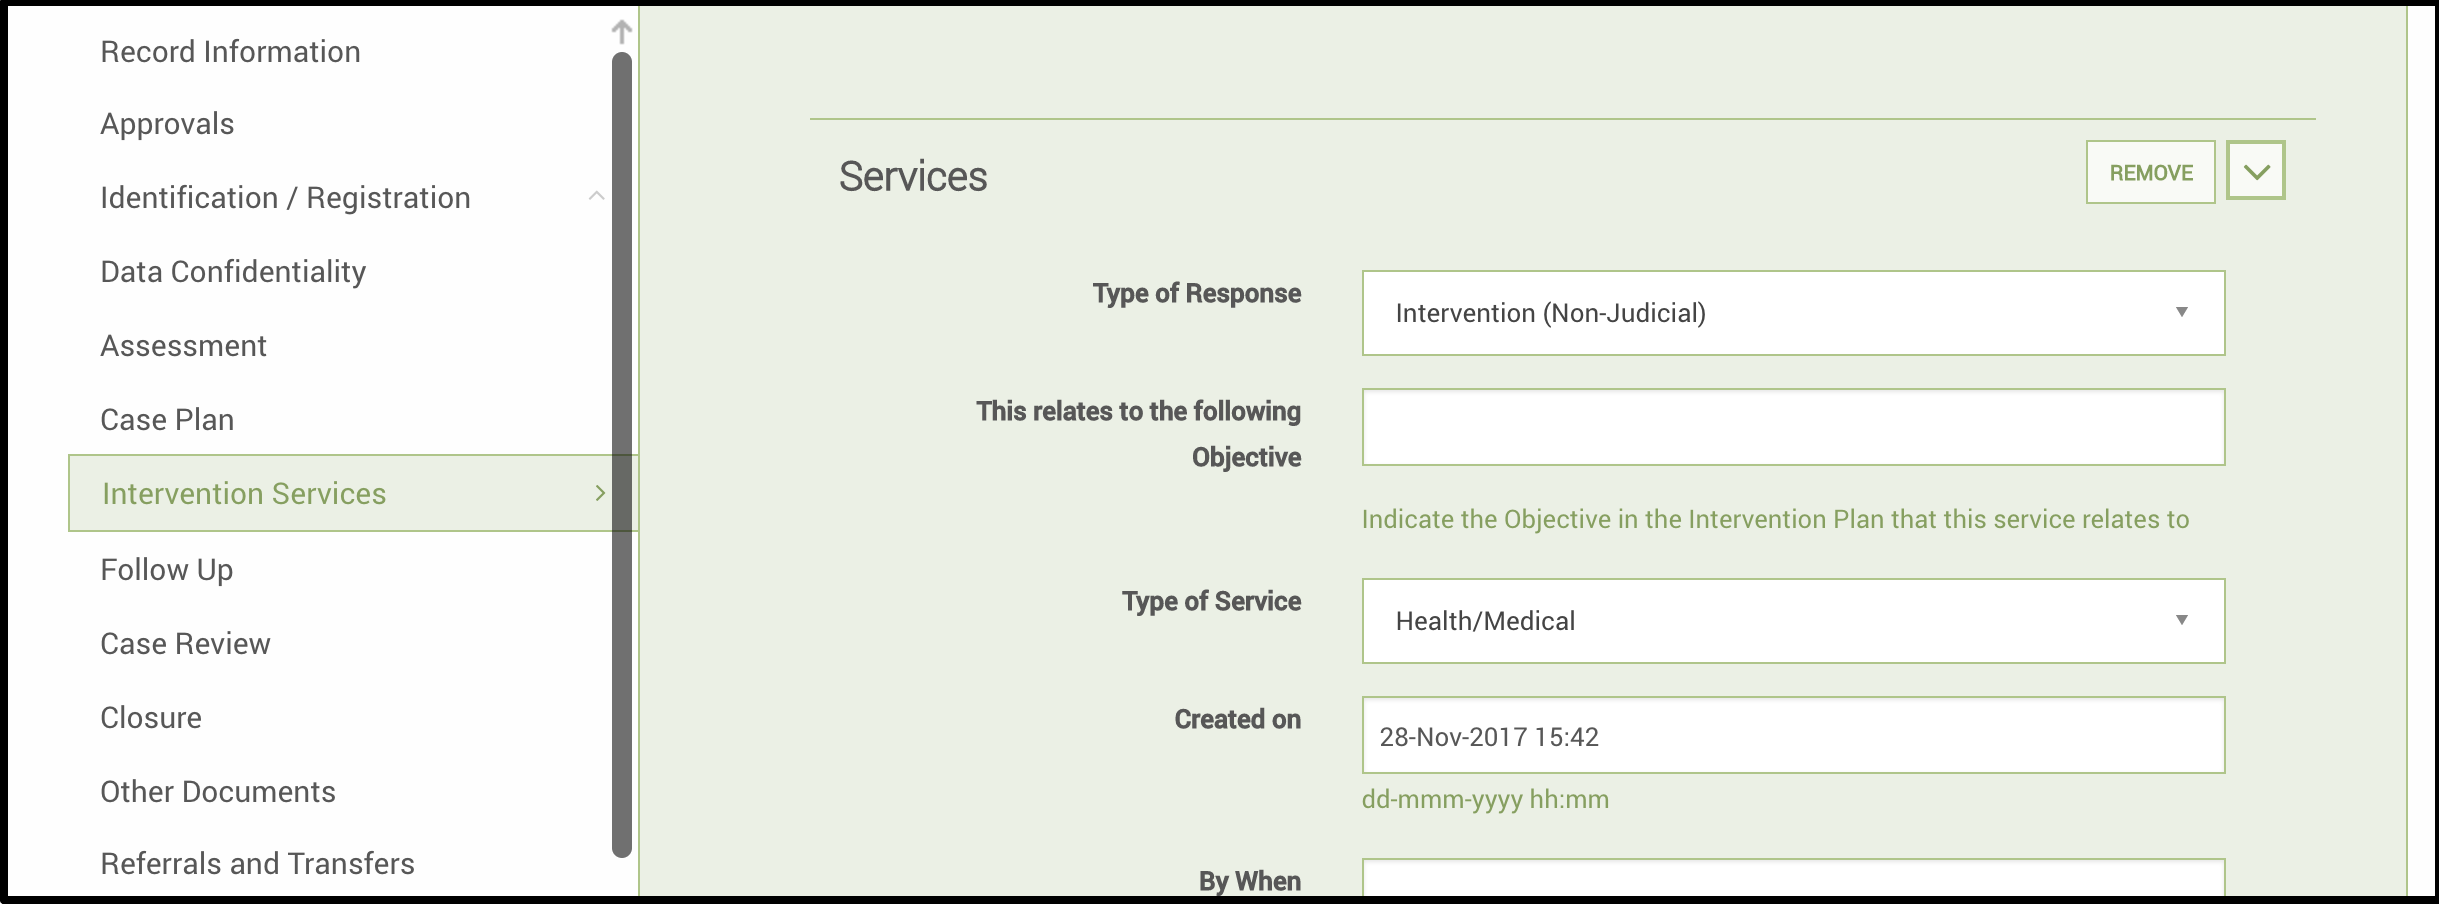 Record Information
Approvals
Identification / Registration
Data Confidentiality
Assessment
Case Plan
Intervention Services
Follow Up
Case Review
Closure
Other Documents
Referrals and Transfers
Services
REMOVE
Type of Response
Intervention (Non-Judicial)
This relates to the following
Objective
Indicate the Objective in the Intervention Plan that this service relates to
Type of Service
Health/Medical
Created on
28-Nov-2017 15:42
dd-mmm-yyyy hh:mm
By When